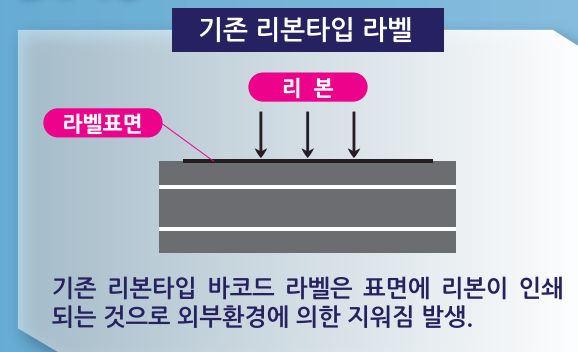 기존 리본타입 라벨
리 본
라벨표면
기존 리본타입 바코드 라벨은 표면에 리본이 인쇄
되는 것으로 외부환경에 의한 지워짐 발생.